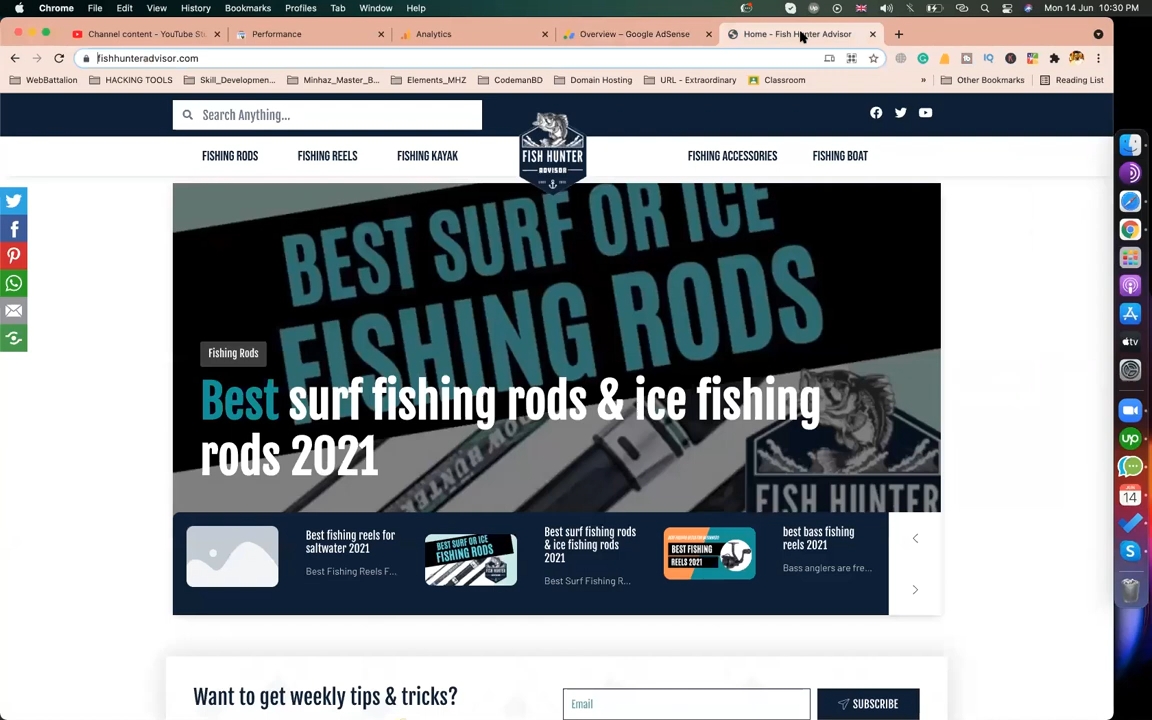 Chrome File Edit View History Bookmarks Profiles Tab Window Help Mon 14 Jun 10:30 PM
Channel content - YouTube Stu Performance Analytics Overview – Google AdSense Home - Fish Hunter Advisor
fishhunteradvisor.com
WebBattalion HACKING TOOLS Skill_Developmen... Minhaz_Master_B... Elements_MHZ CodemanBD Domain Hosting URL - Extraordinary Classroom » Other Bookmarks Reading List
Search Anything...
FISHING RODS FISHING REELS FISHING KAYAK FISH HUNTER ADVISOR FISHING ACCESSORIES FISHING BOAT
BEST SURF OR ICE
FISHING RODS
Fishing Rods
Best surf fishing rods & ice fishing
rods 2021
FISH HUNTER
Best fishing reels for
saltwater 2021
Best Fishing Reels F...
BEST SURF OR ICE
FISHING RODS
Best surf fishing rods
& ice fishing rods
2021
Best Surf Fishing R...
BEST FISHING
REELS 2021
best bass fishing
reels 2021
Bass anglers are fre...
Want to get weekly tips & tricks?
Email
SUBSCRIBE
up
JUN
14
tv